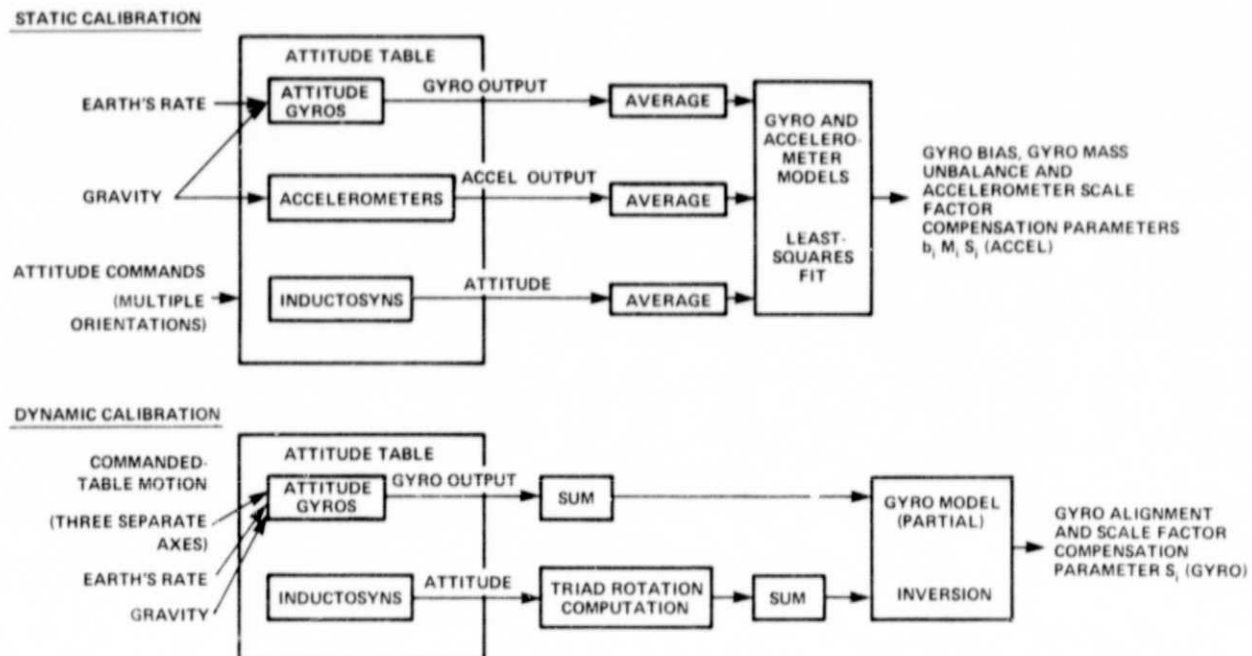 STATIC CALIBRATION
ATTITUDE TABLE
EARTH'S RATE
ATTITUDE
GYROS
GYRO OUTPUT
AVERAGE
GRAVITY
ACCELEROMETERS
ACCEL OUTPUT
AVERAGE
ATTITUDE COMMANDS
(MULTIPLE
ORIENTATIONS)
INDUCTOSYNS
ATTITUDE
AVERAGE
GYRO AND
ACCELERO-
METER
MODELS
LEAST-
SQUARES
FIT
GYRO BIAS, GYRO MASS
UNBALANCE AND
ACCELEROMETER SCALE
FACTOR
COMPENSATION PARAMETERS
bi Mi Si (ACCEL)
DYNAMIC CALIBRATION
ATTITUDE TABLE
COMMANDED-
TABLE MOTION
(THREE SEPARATE
AXES)
EARTH'S RATE
GRAVITY
ATTITUDE
GYROS
GYRO OUTPUT
SUM
INDUCTOSYNS
ATTITUDE
TRIAD ROTATION
COMPUTATION
SUM
GYRO MODEL
(PARTIAL)
INVERSION
GYRO ALIGNMENT
AND SCALE FACTOR
COMPENSATION
PARAMETER Si (GYRO)